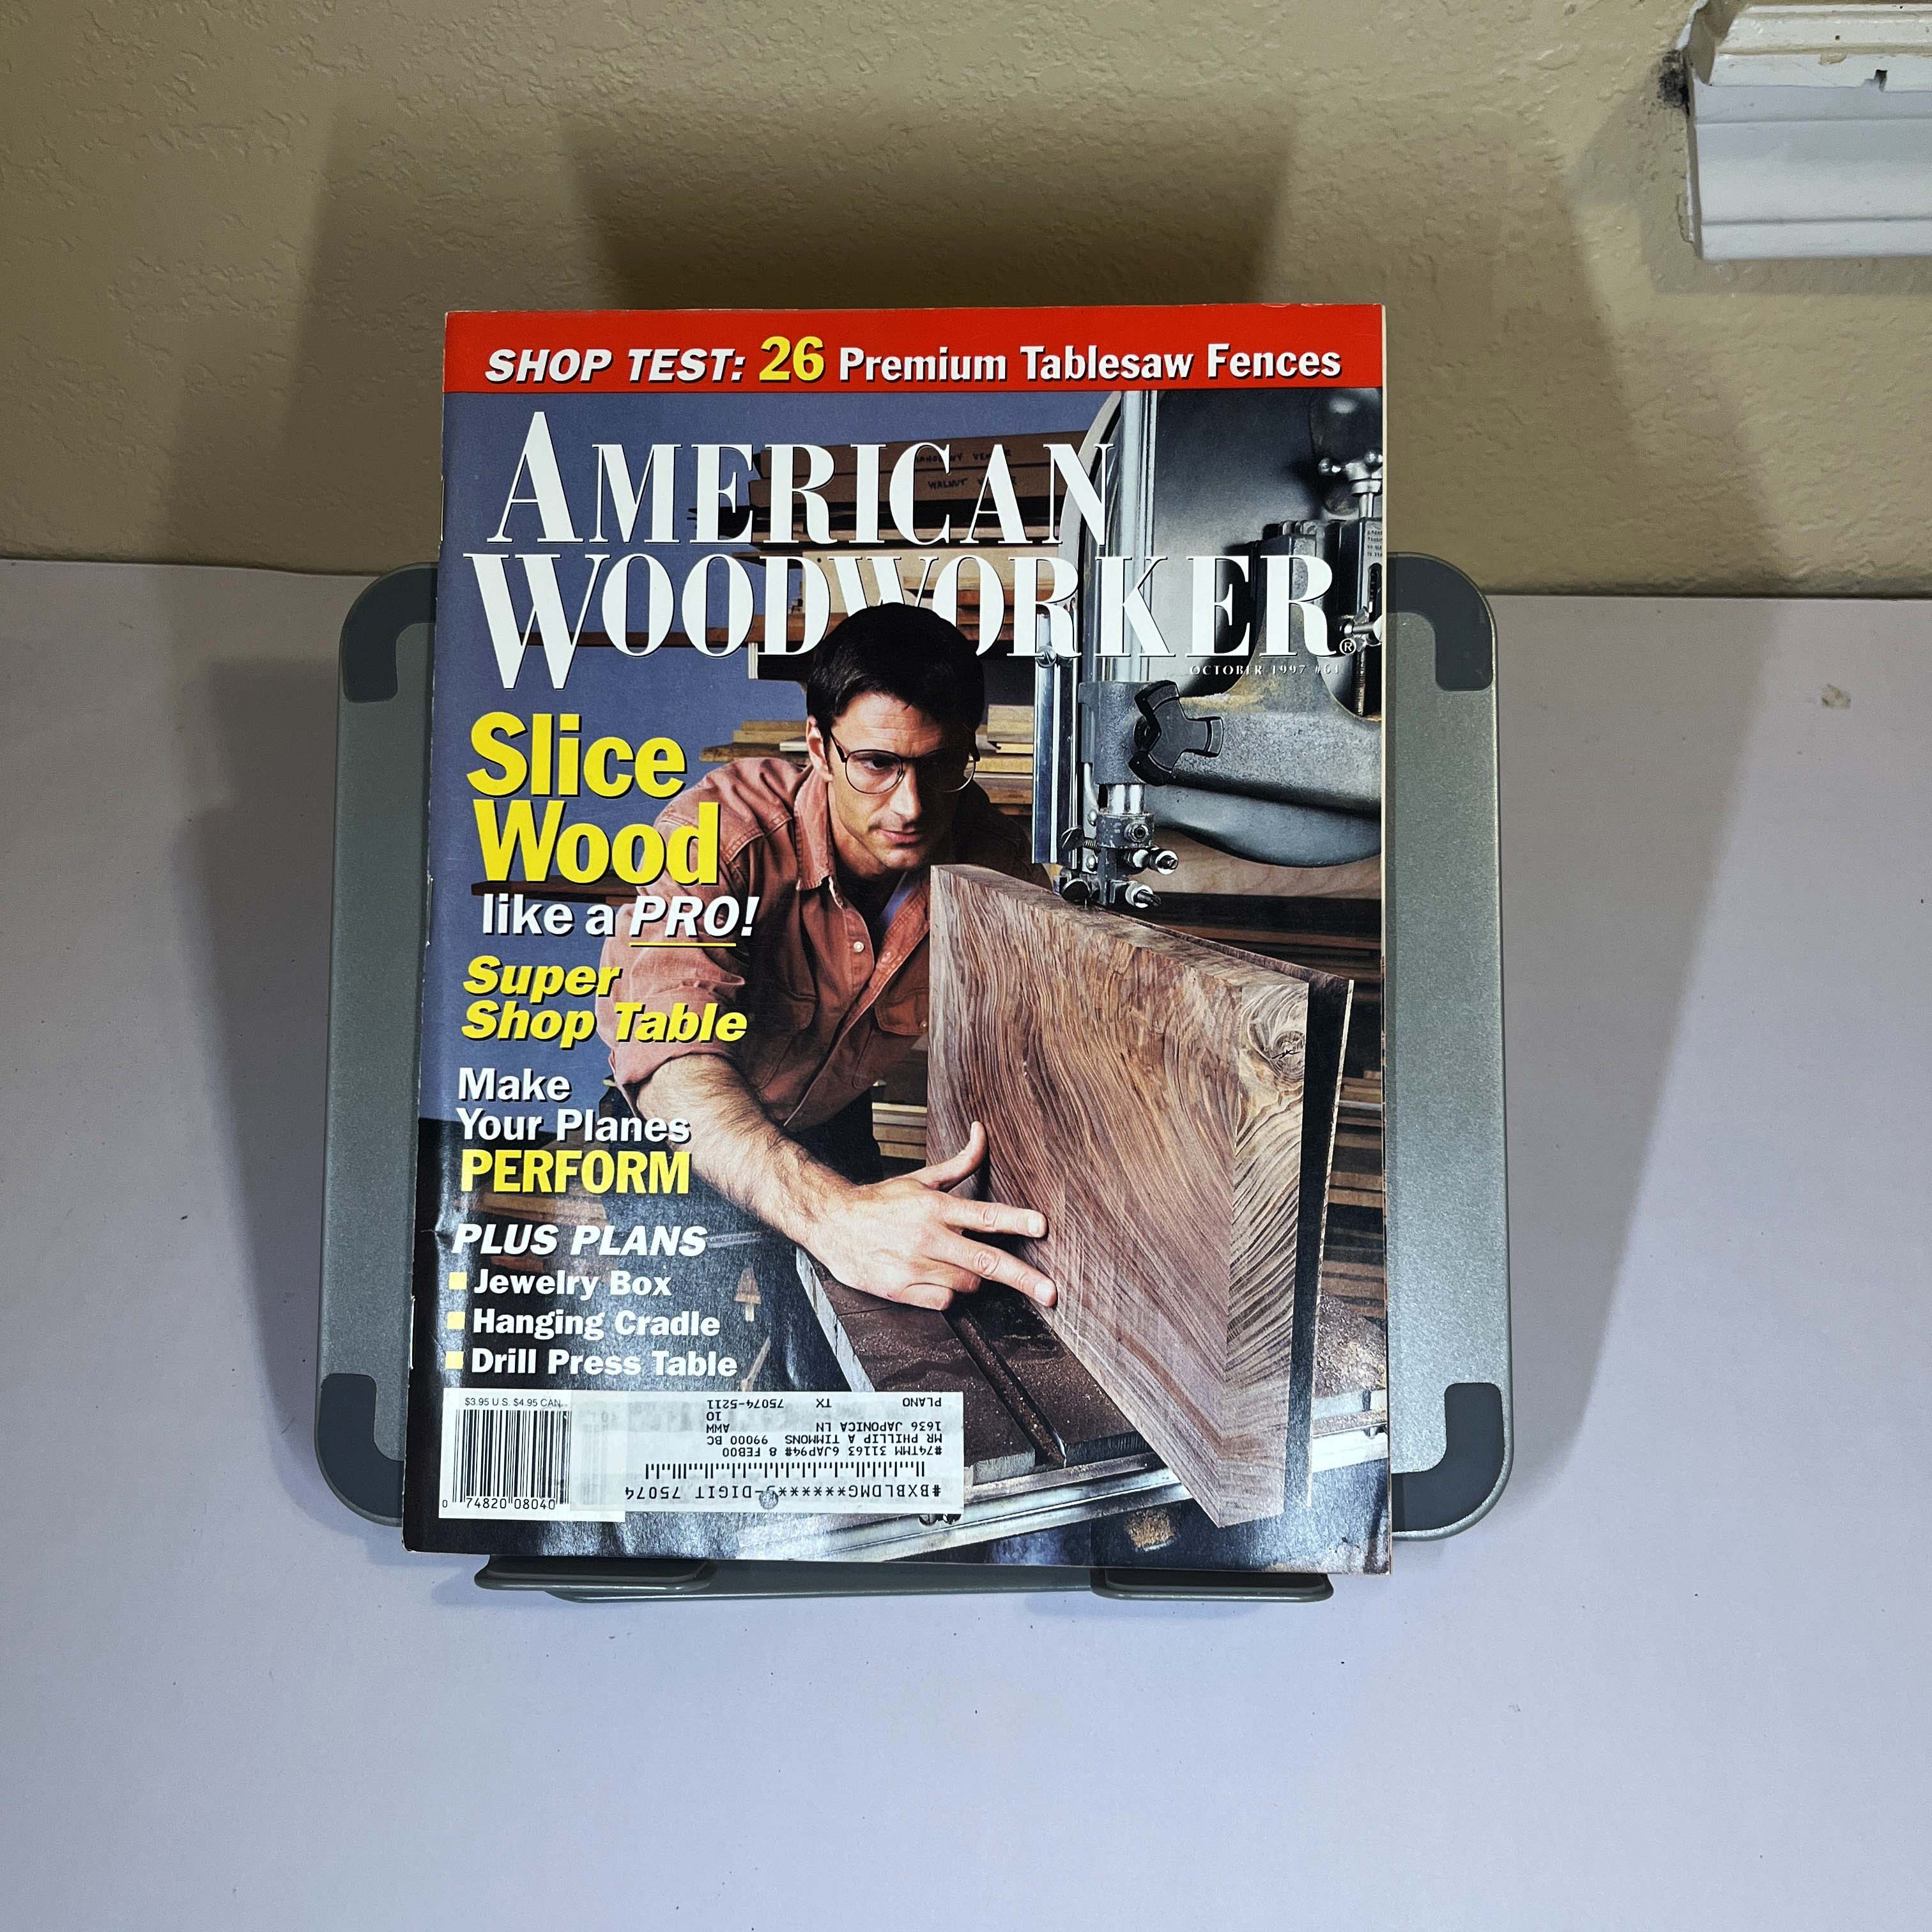 SHOP TEST: 26 Premium Tablesaw Fences
AMERICAN
WOODWORKER®
OCTOBER 1997 #61
Slice
Wood
like a PRO!
Super
Shop Table
Make
Your Planes
PERFORM
PLUS PLANS
Jewelry Box
Hanging Cradle
Drill Press Table
$3.95 U.S. $4.95 CAN.
0 74820 08040
#BXBLDMG********5-DIGIT 75074
#74TMM 31163 6JAP94# 8 FEB00
MR PHILLIP A TIMMONS 99000 BC
1636 JAPONICA LN AMM
10
PLANO TX 75074-5211
WALNUT